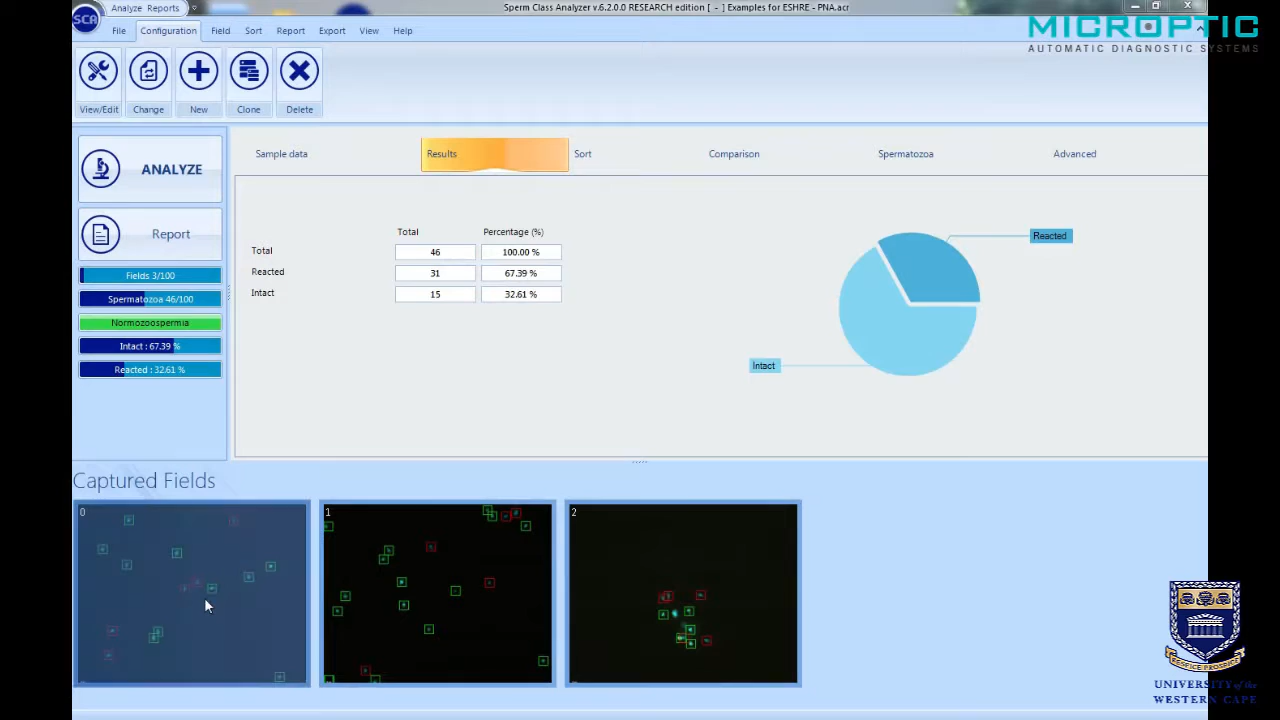 Analyze Reports
Sperm Class Analyzer v.6.2.0.0 RESEARCH edition [ - ] Examples for ESHRE - PNA.acr
SCA
File Configuration Field Sort Report Export View Help
MICROPTIC
AUTOMATIC DIAGNOSTIC SYSTEMS
View/Edit Change New Clone Delete
ANALYZE
Report
Fields 3/100
Spermatozoa 46/100
Normozoospermia
Intact : 67.39 %
Reacted : 32.61 %
Sample data Results Sort Comparison Spermatozoa Advanced
Total Percentage (%)
Total 46 100.00 %
Reacted 31 67.39 %
Intact 15 32.61 %
Reacted
Intact
Captured Fields
0
1
2
RESPICE PROSPICE
UNIVERSITY of the
WESTERN CAPE